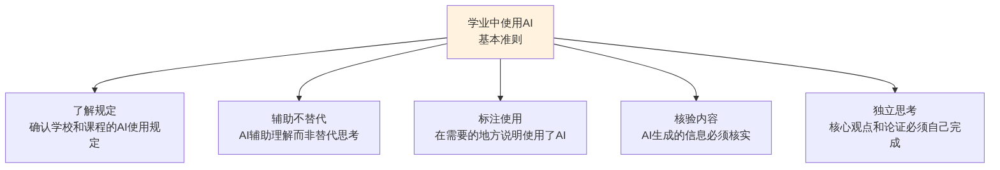 学业中使用AI
基本准则
了解规定
确认学校和课程的AI使用规
定
辅助不替代
AI辅助理解而非替代思考
标注使用
在需要的地方说明使用了AI
核验内容
AI生成的信息必须核实
独立思考
核心观点和论证必须自己完
成